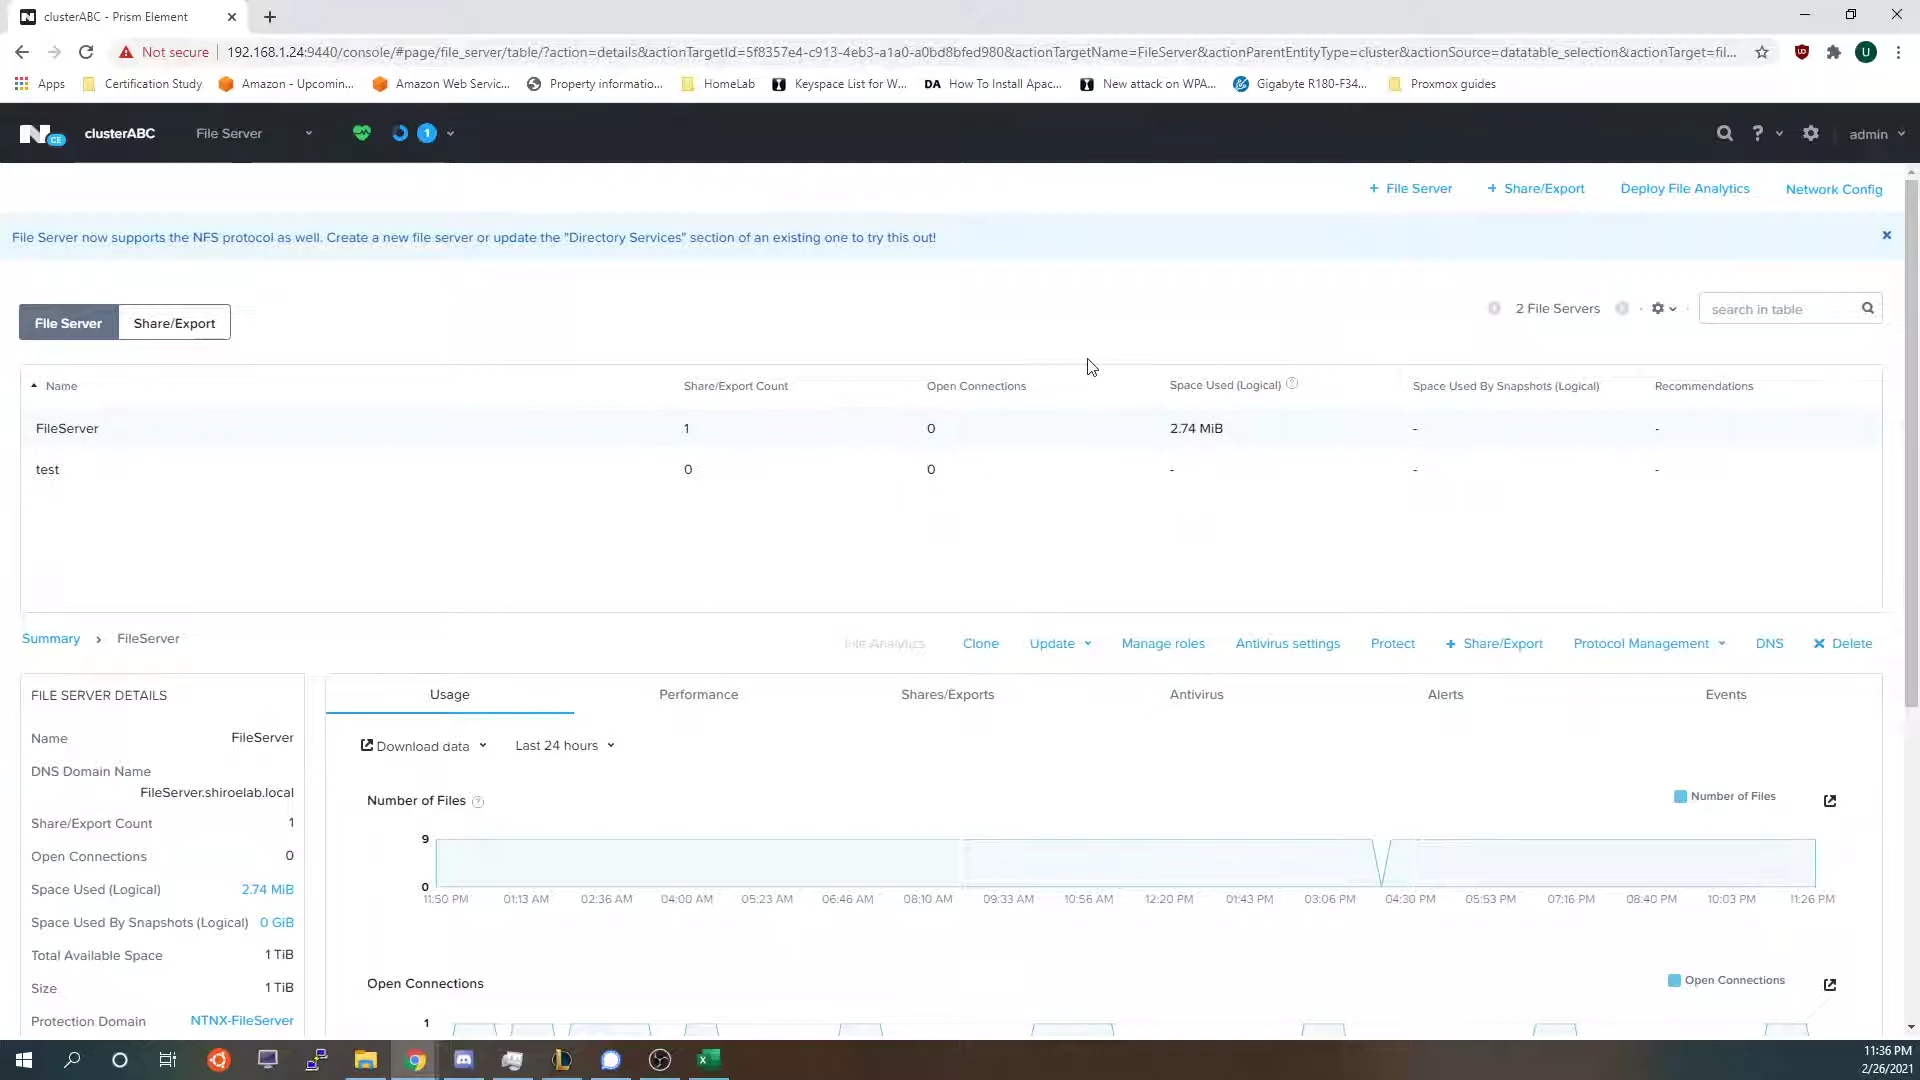 clusterABC - Prism Element
Not secure
192.168.1.24:9440/console/#page/file_server/table/?action=details&actionTargetId=5f8357e4-c913-4eb3-a1a0-a0bd8bfed980&actionTargetName=FileServer&actionParentEntityType=cluster&actionSource=datatable_selection&actionTarget=fil...
U
Apps
Certification Study
Amazon - Upcomin...
Amazon Web Servic...
Property informatio...
HomeLab
Keyspace List for W...
DA How To Install Apac...
New attack on WPA...
Gigabyte R180-F34...
Proxmox guides
N CE
clusterABC
File Server
1
?
admin
+ File Server
+ Share/Export
Deploy File Analytics
Network Config
File Server now supports the NFS protocol as well. Create a new file server or update the "Directory Services" section of an existing one to try this out!
File Server
Share/Export
2 File Servers
search in table
Name
Share/Export Count
Open Connections
Space Used (Logical) ?
Space Used By Snapshots (Logical)
Recommendations
FileServer 1 0 2.74 MiB - -
test 0 0 - - -
Summary > FileServer
File Analytics
Clone
Update
Manage roles
Antivirus settings
Protect
+ Share/Export
Protocol Management
DNS
Delete
FILE SERVER DETAILS
Name FileServer
DNS Domain Name
FileServer.shiroelab.local
Share/Export Count 1
Open Connections 0
Space Used (Logical) 2.74 MiB
Space Used By Snapshots (Logical) 0 GiB
Total Available Space 1 TiB
Size 1 TiB
Protection Domain NTNX-FileServer
Usage
Performance
Shares/Exports
Antivirus
Alerts
Events
Download data
Last 24 hours
Number of Files ?
Number of Files
9
0
11:50 PM 01:13 AM 02:36 AM 04:00 AM 05:23 AM 06:46 AM 08:10 AM 09:33 AM 10:56 AM 12:20 PM 01:43 PM 03:06 PM 04:30 PM 05:53 PM 07:16 PM 08:40 PM 10:03 PM 11:26 PM
Open Connections
Open Connections
1
11:36 PM
2/26/2021